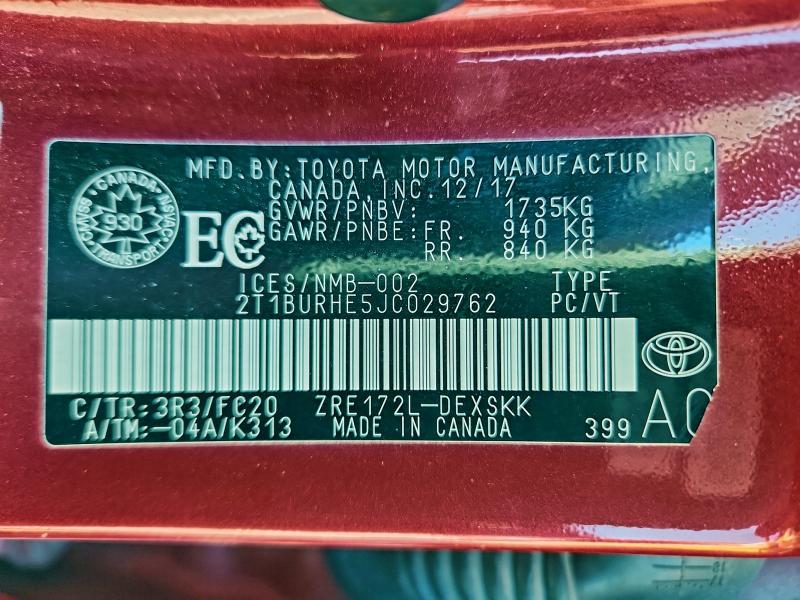 MFD.BY:TOYOTA MOTOR MANUFACTURING,
CANADA, INC. 12/17
GVWR/PNBV: 1735KG
GAWR/PNBE: FR. 940 KG
RR. 840 KG
CANADA
930
TRANSPORT
EC
ICES/NMB-002 TYPE
2T1BURHE5JC029762 PC/VT
C/TR:3R3/FC20 ZRE172L-DEXSKK
A/TM:-04A/K313 MADE IN CANADA 399